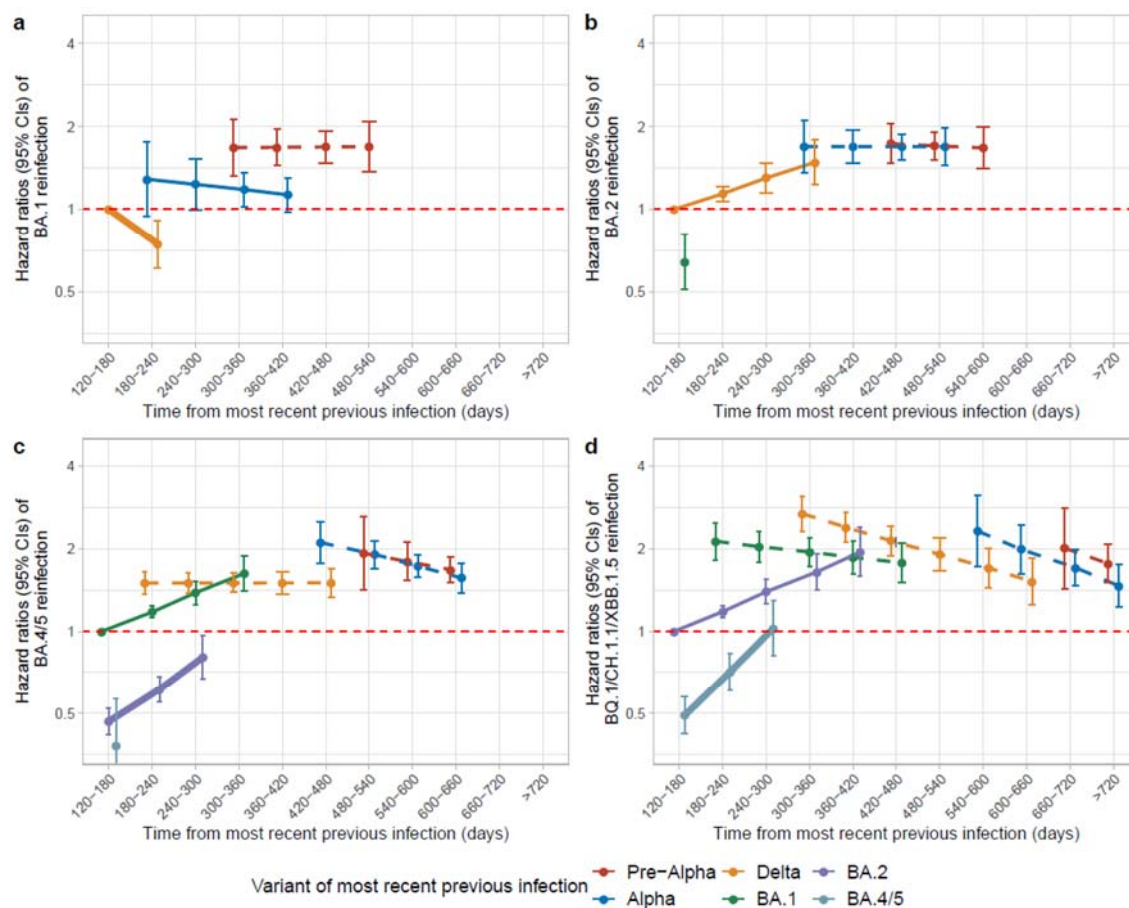 a
b
Hazard ratios (95% CIs) of
BA.1 reinfection
4
2
1
0.5
120−180
180−240
240−300
300−360
360−420
420−480
480−540
540−600
600−660
660−720
>720
Time from most recent previous infection (days)
Hazard ratios (95% CIs) of
BA.2 reinfection
4
2
1
0.5
120−180
180−240
240−300
300−360
360−420
420−480
480−540
540−600
600−660
660−720
>720
Time from most recent previous infection (days)
c
d
Hazard ratios (95% CIs) of
BA.4/5 reinfection
4
2
1
0.5
120−180
180−240
240−300
300−360
360−420
420−480
480−540
540−600
600−660
660−720
>720
Time from most recent previous infection (days)
Hazard ratios (95% CIs) of
BQ.1/CH.1.1/XBB.1.5 reinfection
4
2
1
0.5
120−180
180−240
240−300
300−360
360−420
420−480
480−540
540−600
600−660
660−720
>720
Time from most recent previous infection (days)
Variant of most recent previous infection
Pre−Alpha
Delta
BA.2
Alpha
BA.1
BA.4/5